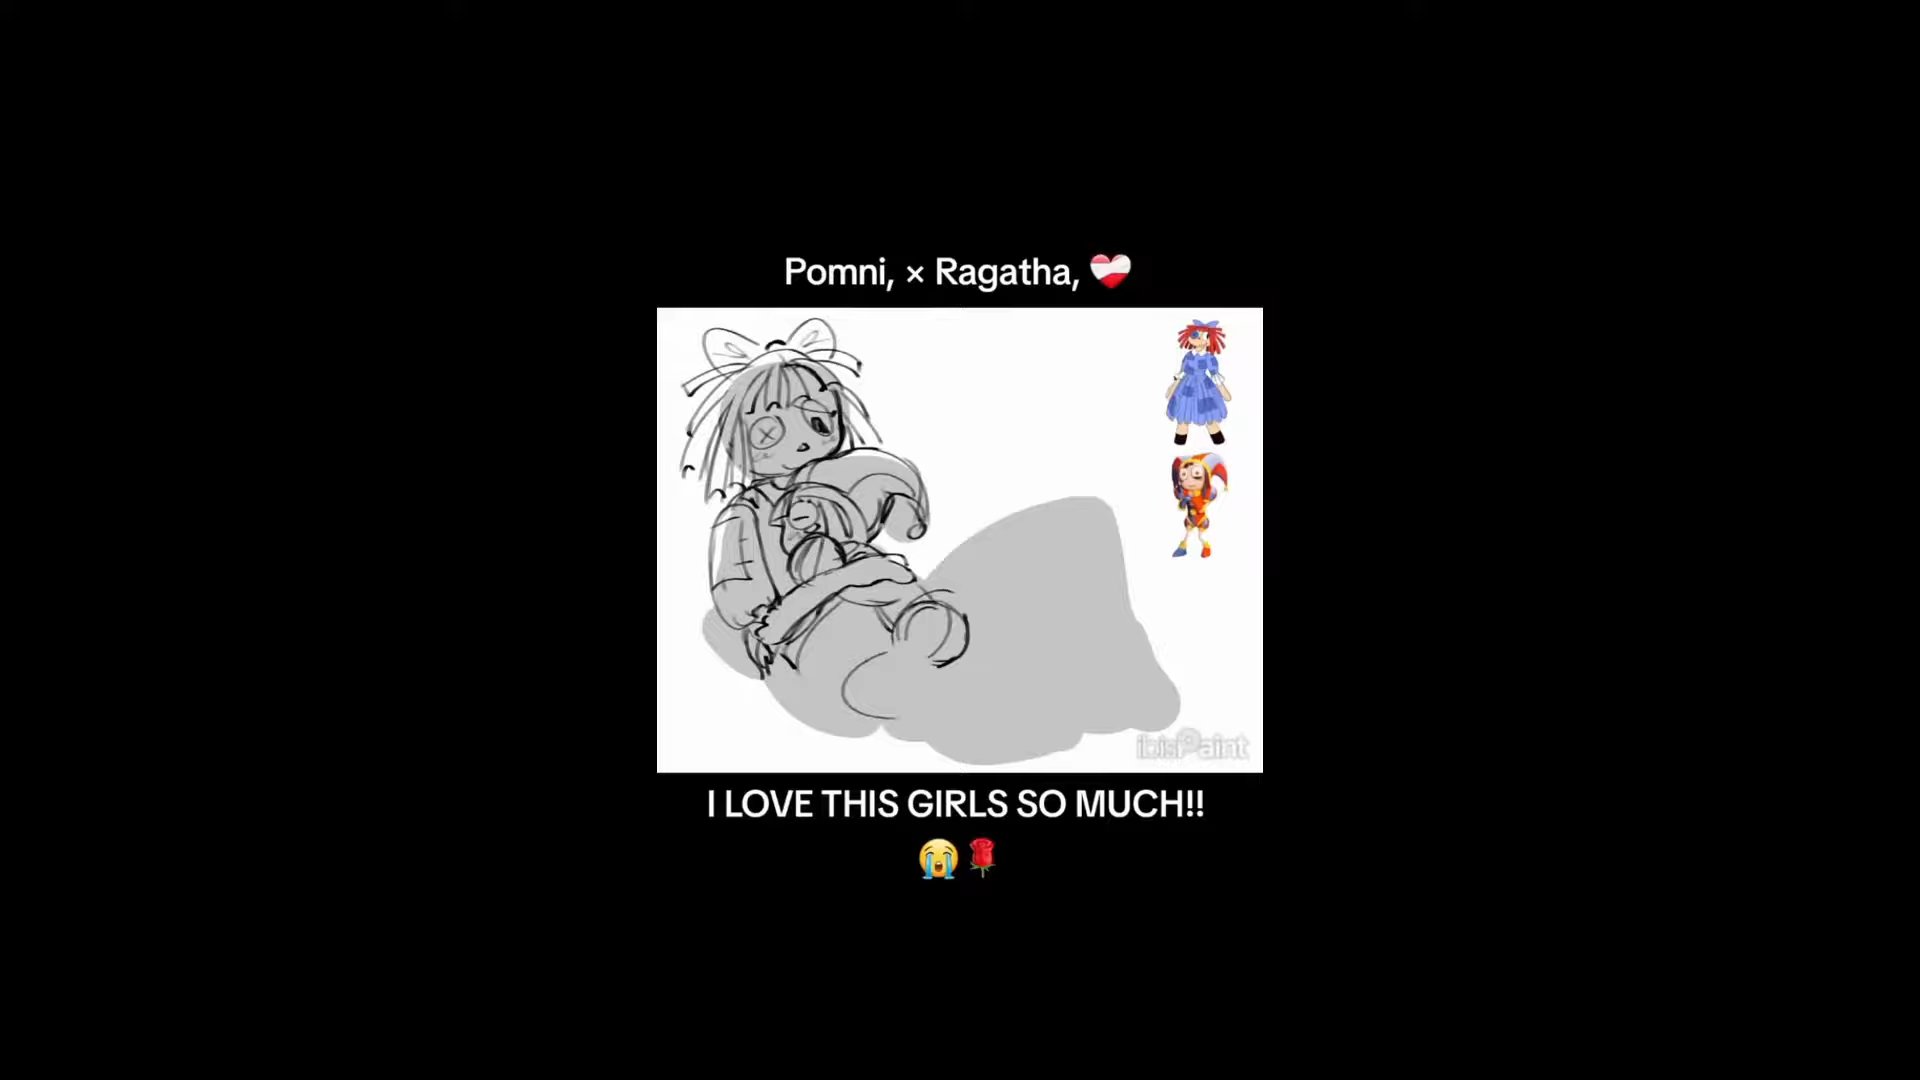 Pomni, × Ragatha, ❤️
ibisPaint
I LOVE THIS GIRLS SO MUCH!!
😭🌹